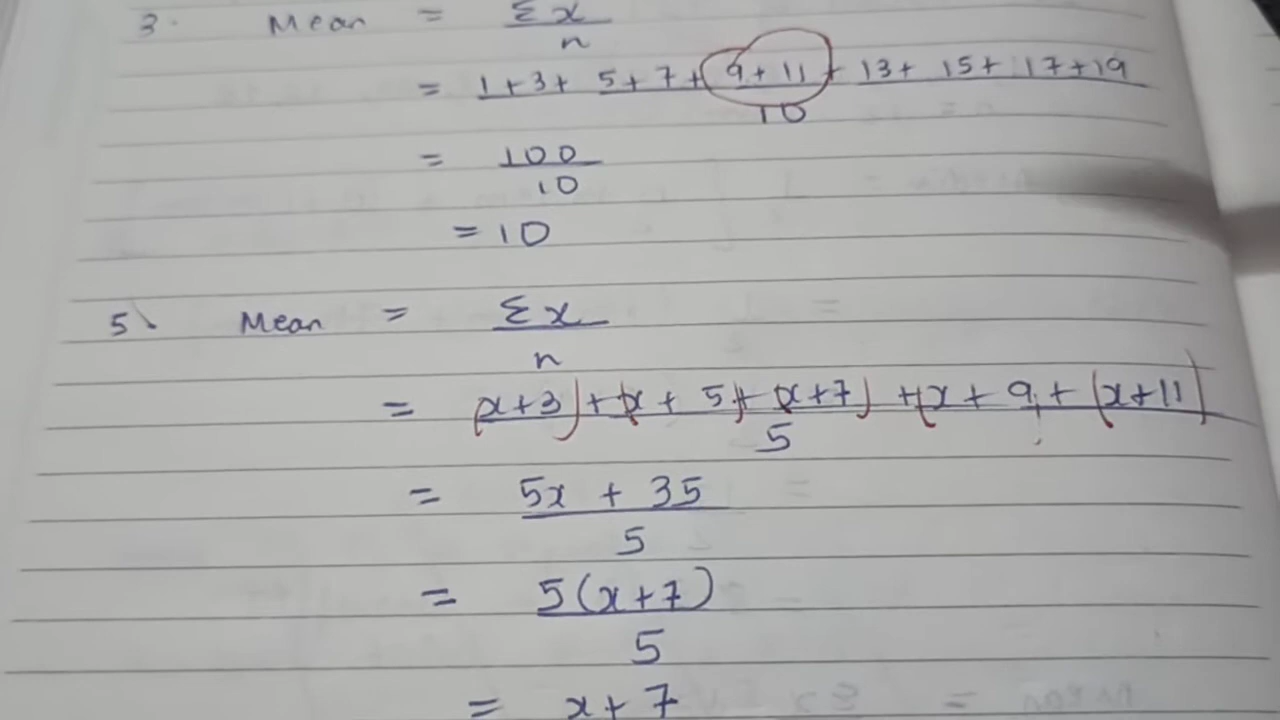 3. Mean = Σx
n
= 1+3+ 5+7+ 9+11 + 13+ 15+ 17+19
10
= 100
10
= 10
5. Mean = Σx
n
= (x+3) + (x + 5) + (x+7) + (x + 9) + (x+11)
5
= 5x + 35
5
= 5(x+7)
5
= x+7